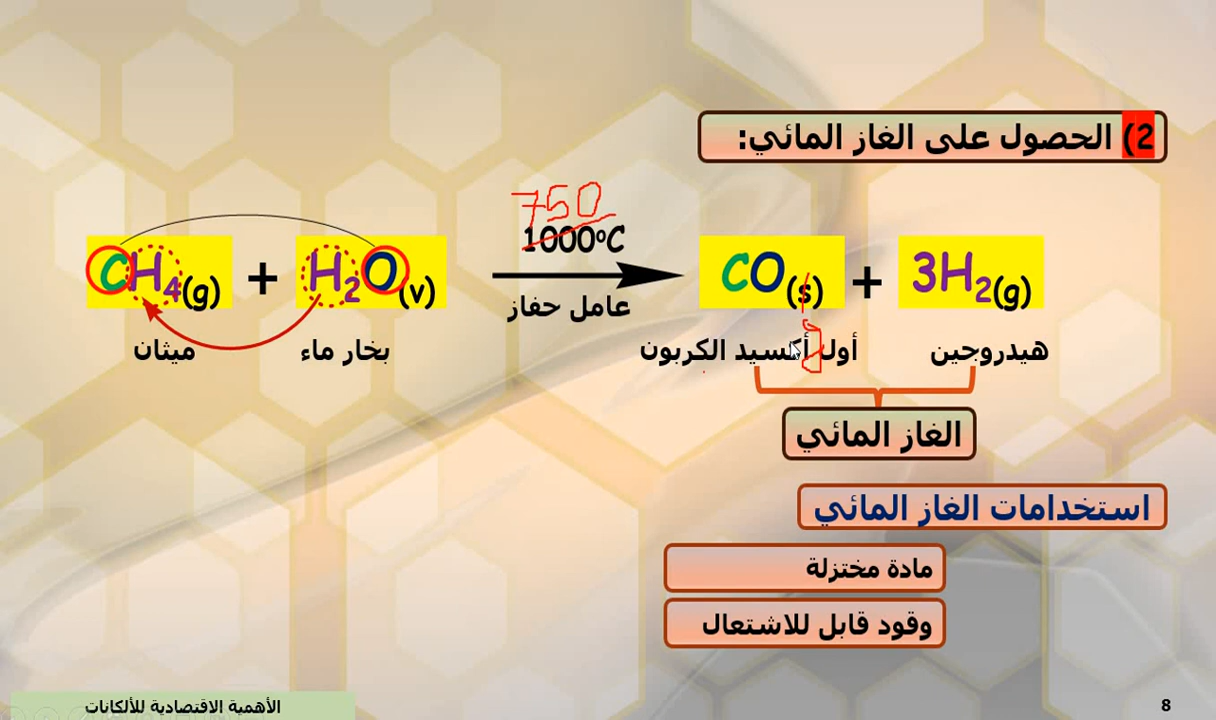 2) الحصول على الغاز المائي:
750
CH4(g) + H2O(v) 1000ºC CO(s) + 3H2(g)
عامل حفاز
ميثان بخار ماء أول أكسيد الكربون هيدروجين
الغاز المائي
استخدامات الغاز المائي
مادة مختزلة
وقود قابل للاشتعال
الأهمية الاقتصادية للألكانات 8